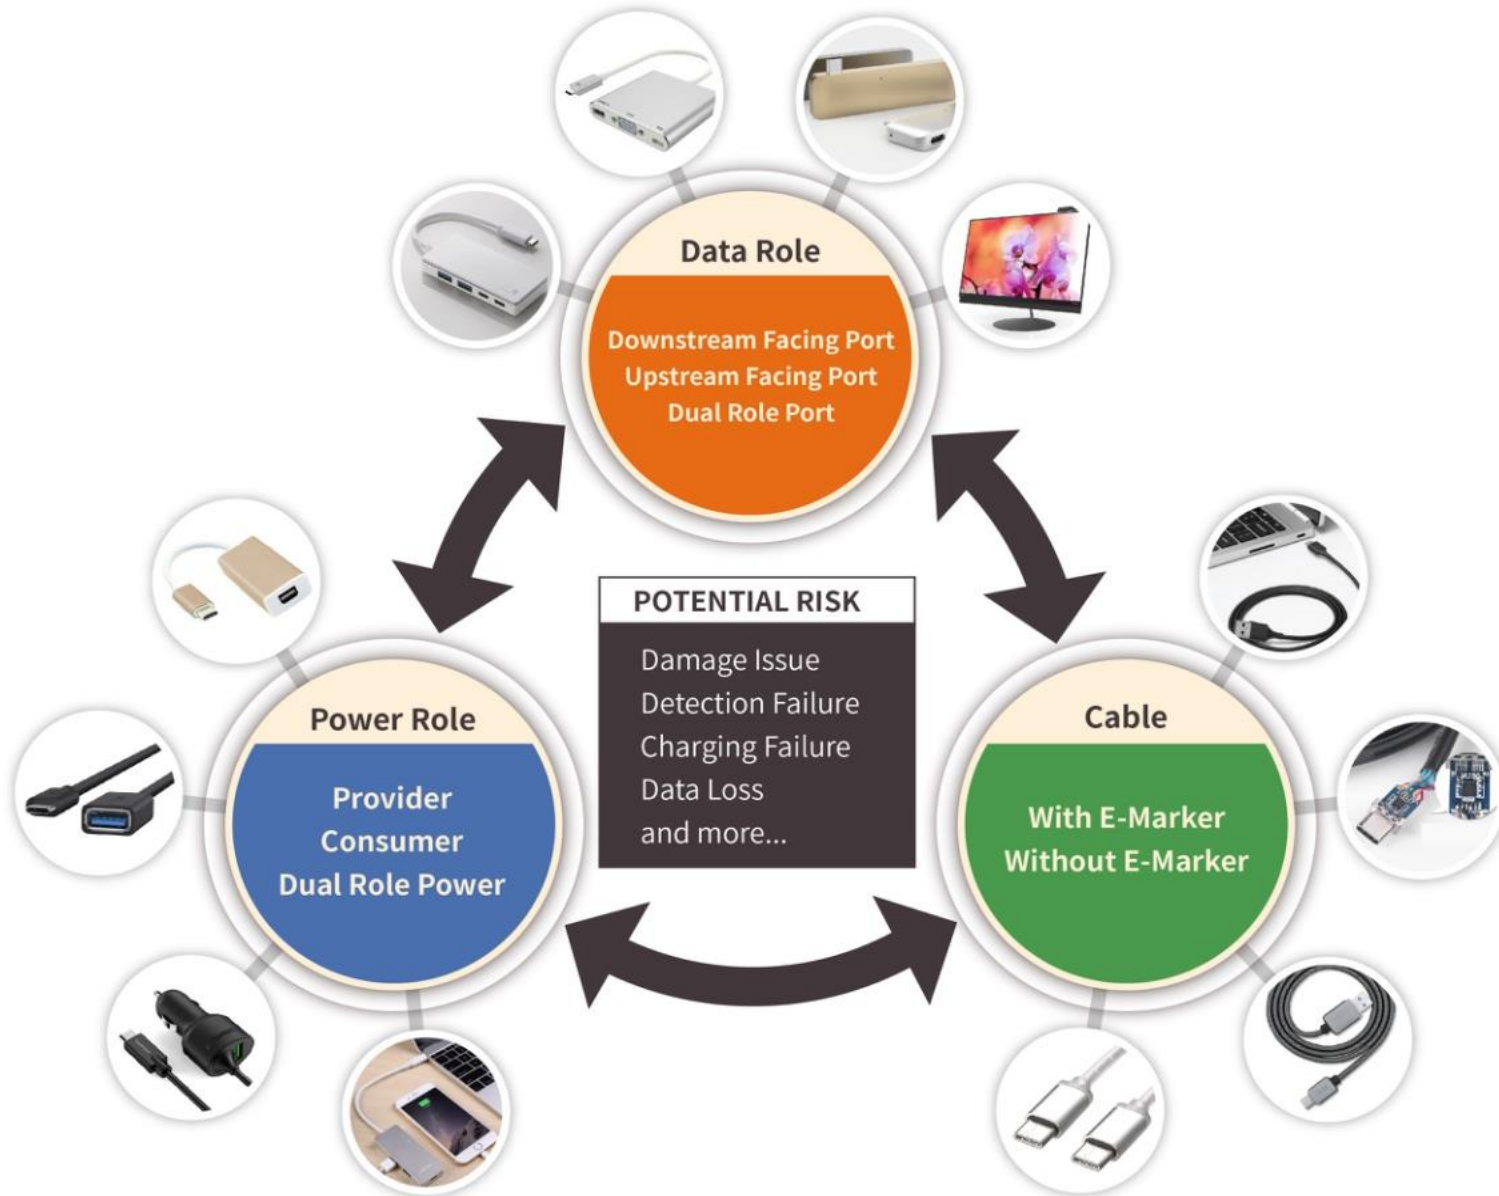 Data Role
Downstream Facing Port
Upstream Facing Port
Dual Role Port
POTENTIAL RISK
Damage Issue
Detection Failure
Charging Failure
Data Loss
and more...
Power Role
Provider
Consumer
Dual Role Power
Cable
With E-Marker
Without E-Marker